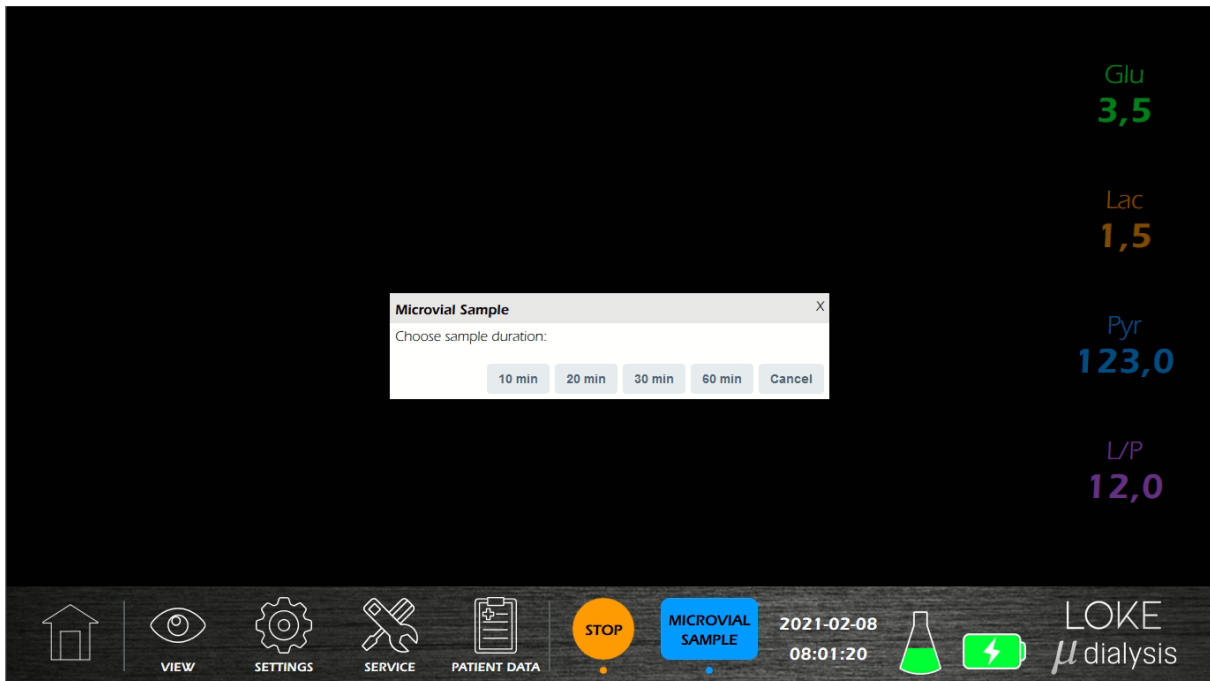 Glu
3,5
Lac
1,5
Pyr
123,0
L/P
12,0
Microvial Sample X
Choose sample duration:
10 min 20 min 30 min 60 min Cancel
VIEW SETTINGS SERVICE PATIENT DATA
STOP
MICROVIAL
SAMPLE
2021-02-08
08:01:20
LOKE
μ dialysis